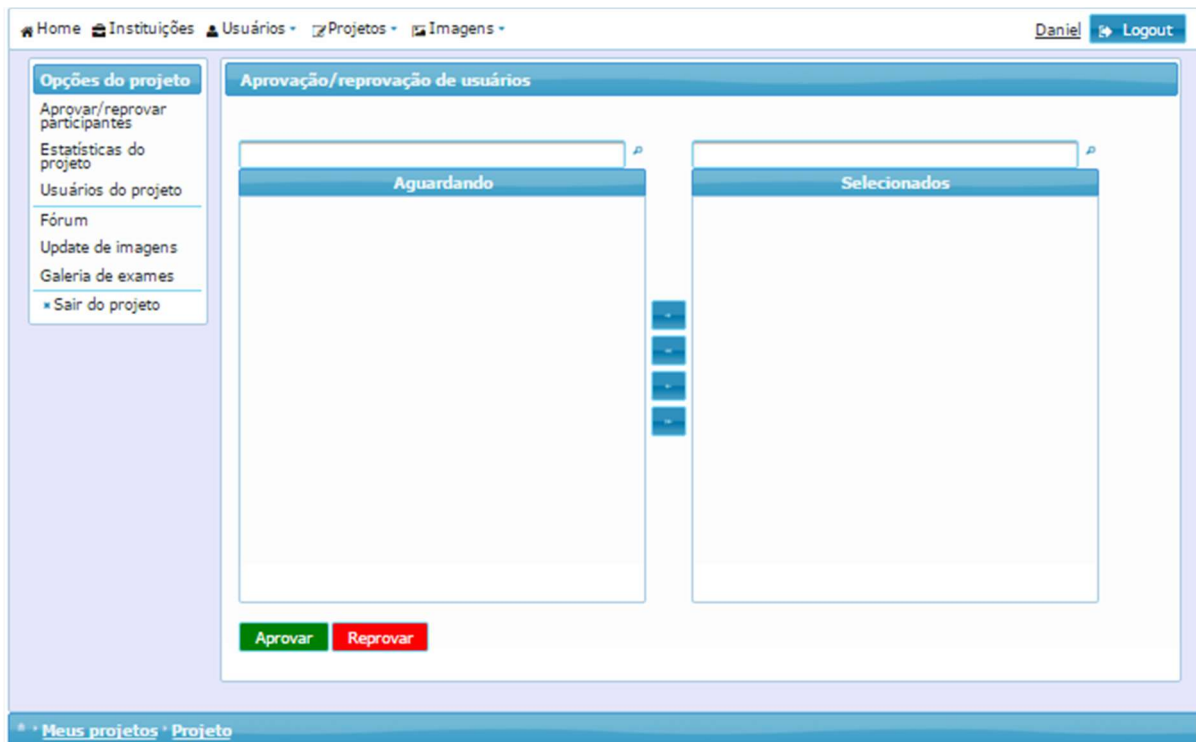 Home Instituições Usuários Projetos Imagens Daniel Logout
Opções do projeto
Aprovar/reprovar
participantes
Estatísticas do
projeto
Usuários do projeto
Fórum
Update de imagens
Galeria de exames
Sair do projeto
Aprovação/reprovação de usuários
Aguardando
Selecionados
Aprovar Reprovar
Meus projetos Projeto